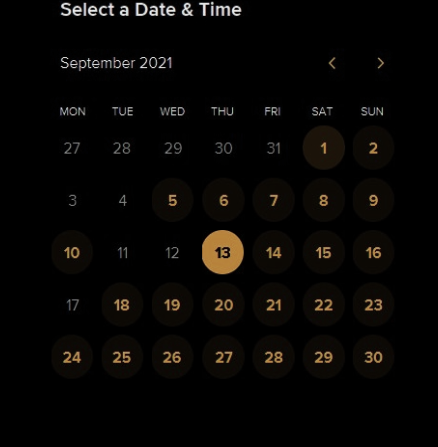 Select a Date & Time
September 2021
MON TUE WED THU FRI SAT SUN
27 28 29 30 31 1 2
3 4 5 6 7 8 9
10 11 12 13 14 15 16
17 18 19 20 21 22 23
24 25 26 27 28 29 30